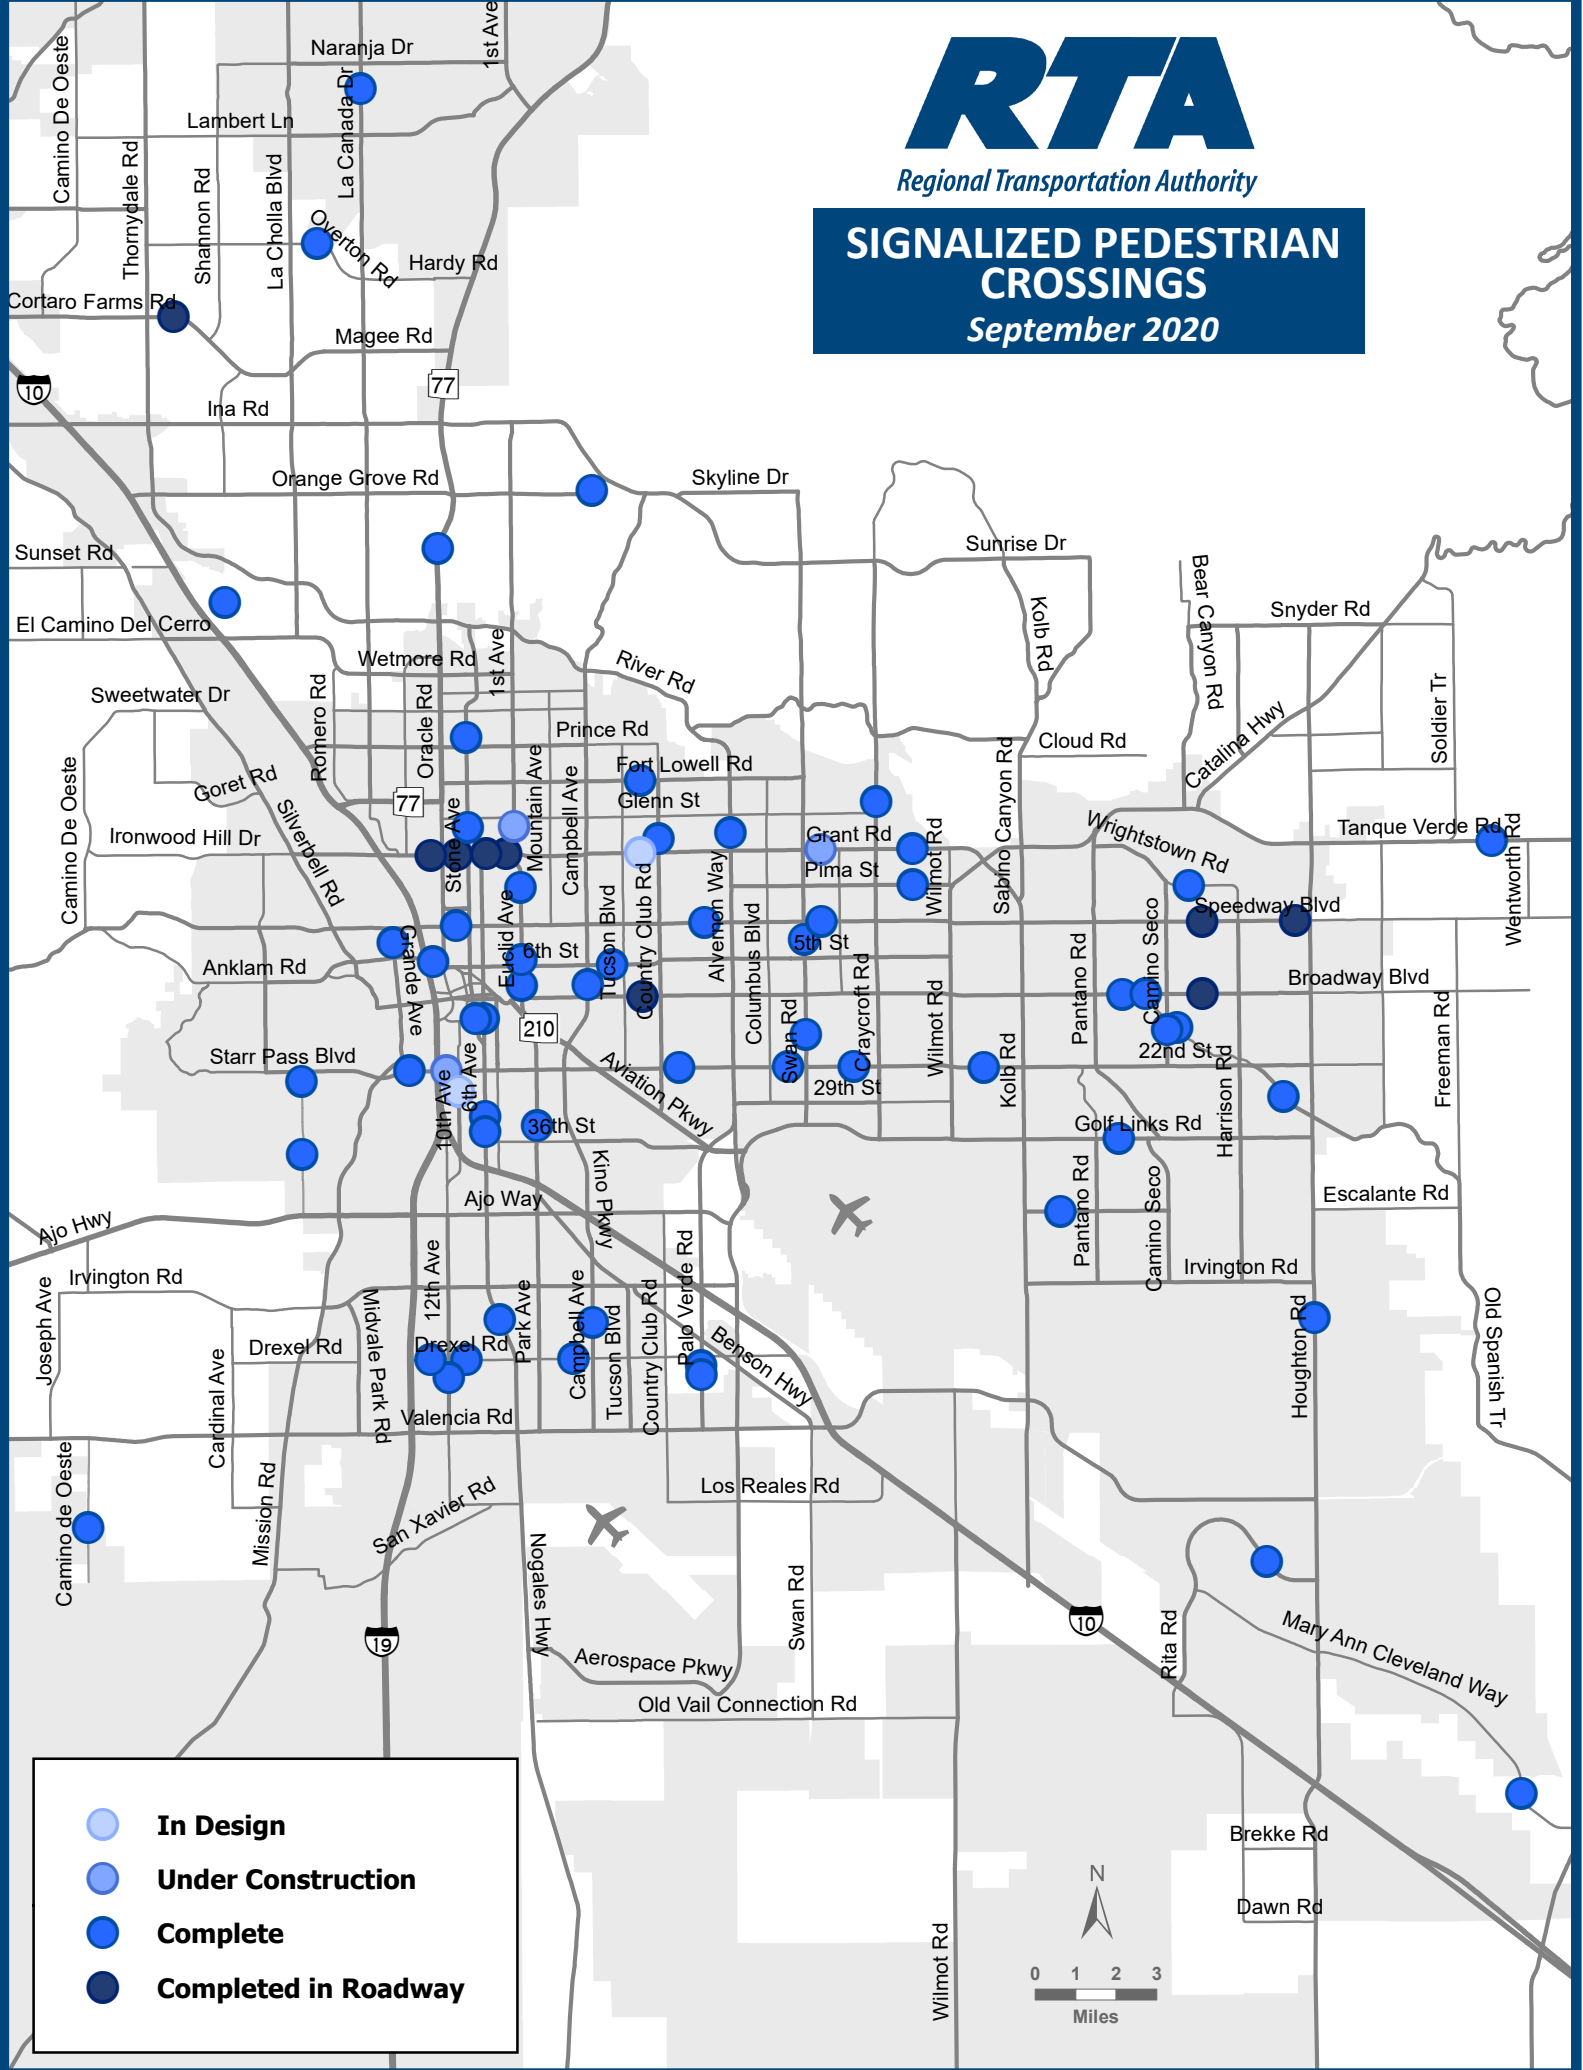 RTA
Regional Transportation Authority
SIGNALIZED PEDESTRIAN
CROSSINGS
September 2020
1st Ave
Naranja Dr
Camino De Oeste
La Canada Dr
Lambert Ln
Thornydale Rd
Shannon Rd
La Cholla Blvd
Overton Rd
Hardy Rd
Cortaro Farms Rd
Magee Rd
77
10
Ina Rd
Orange Grove Rd
Skyline Dr
Sunset Rd
Sunrise Dr
Bear Canyon Rd
Kolb Rd
Snyder Rd
El Camino Del Cerro
Wetmore Rd
1st Ave
River Rd
Sweetwater Dr
Romero Rd
Oracle Rd
Soldier Tr
Prince Rd
Catalina Hwy
Cloud Rd
Camino De Oeste
Goret Rd
Fort Lowell Rd
Mountain Ave
Campbell Ave
Sabino Canyon Rd
77
Silverbell Rd
Stone Ave
Glenn St
Ironwood Hill Dr
Grant Rd
Wrightstown Rd
Tanque Verde Rd
Wentworth Rd
Pima St
Wilmot Rd
Country Club Rd
Alvernon Way
Columbus Blvd
Euclid Ave
Tucson Blvd
Speedway Blvd
Camino Seco
Pantano Rd
5th St
6th St
Grande Ave
Anklam Rd
Broadway Blvd
Craycroft Rd
Wilmot Rd
Swan Rd
Freeman Rd
210
Starr Pass Blvd
6th Ave
10th Ave
Aviation Pkwy
22nd St
29th St
Kolb Rd
Harrison Rd
36th St
Golf Links Rd
Kino Pkwy
Pantano Rd
Camino Seco
Ajo Way
Escalante Rd
Ajo Hwy
12th Ave
Palo Verde Rd
Irvington Rd
Irvington Rd
Joseph Ave
Midvale Park Rd
Park Ave
Campbell Ave
Tucson Blvd
Country Club Rd
Houghton Rd
Old Spanish Tr
Drexel Rd
Drexel Rd
Benson Hwy
Cardinal Ave
Valencia Rd
Camino de Oeste
Mission Rd
San Xavier Rd
Los Reales Rd
Nogales Hwy
Swan Rd
10
19
Rita Rd
Mary Ann Cleveland Way
Aerospace Pkwy
Old Vail Connection Rd
Brekke Rd
Dawn Rd
Wilmot Rd
In Design
Under Construction
Complete
Completed in Roadway
N
0 1 2 3
Miles